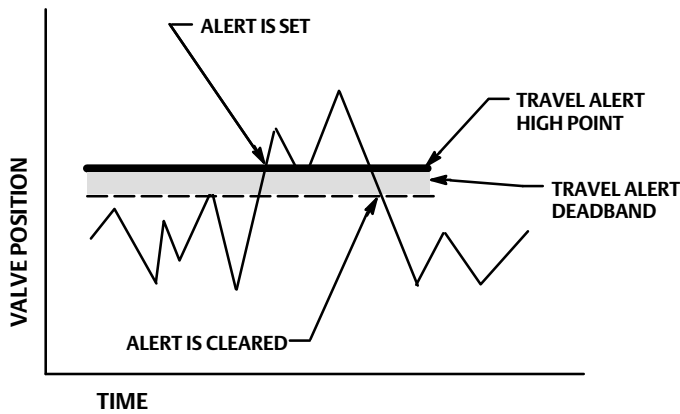 ALERT IS SET
TRAVEL ALERT
HIGH POINT
TRAVEL ALERT
DEADBAND
VALVE POSITION
ALERT IS CLEARED
TIME